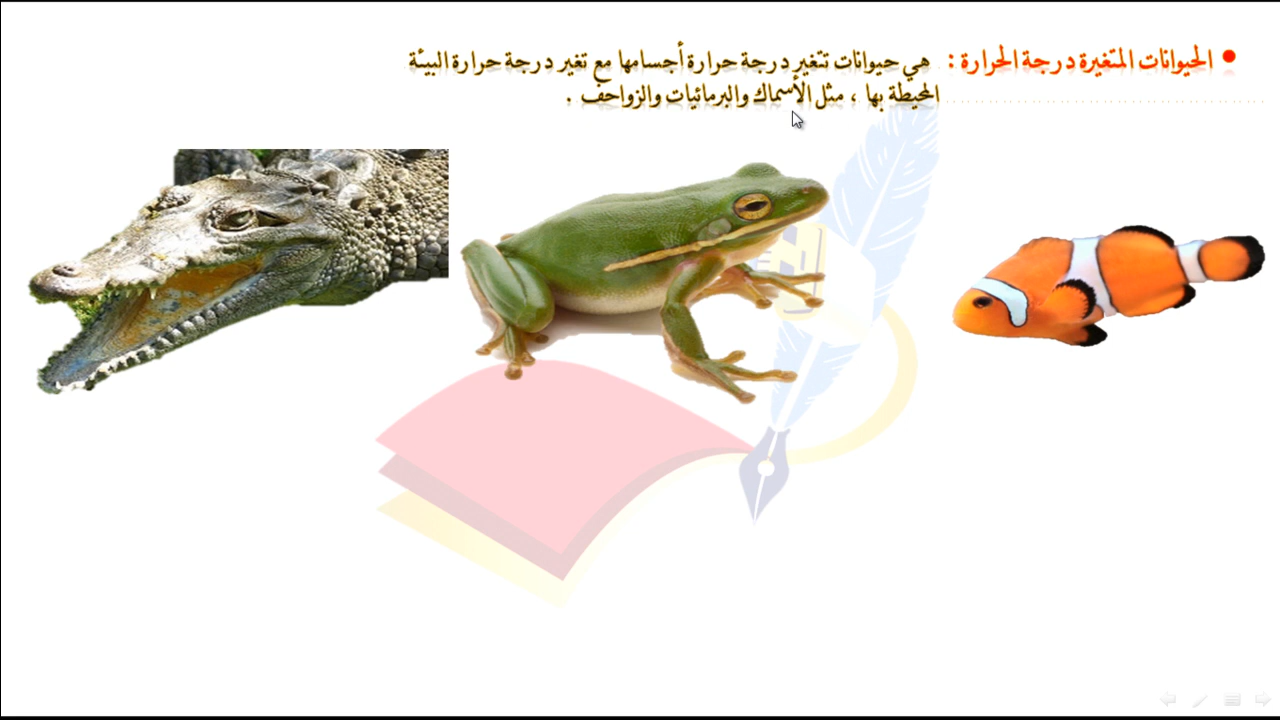 • الحيوانات المتغيرة درجة الحرارة : هي حيوانات تتغير درجة حرارة أجسامها مع تغير درجة حرارة البيئة
المحيطة بها ، مثل الأسماك والبرمائيات والزواحف .